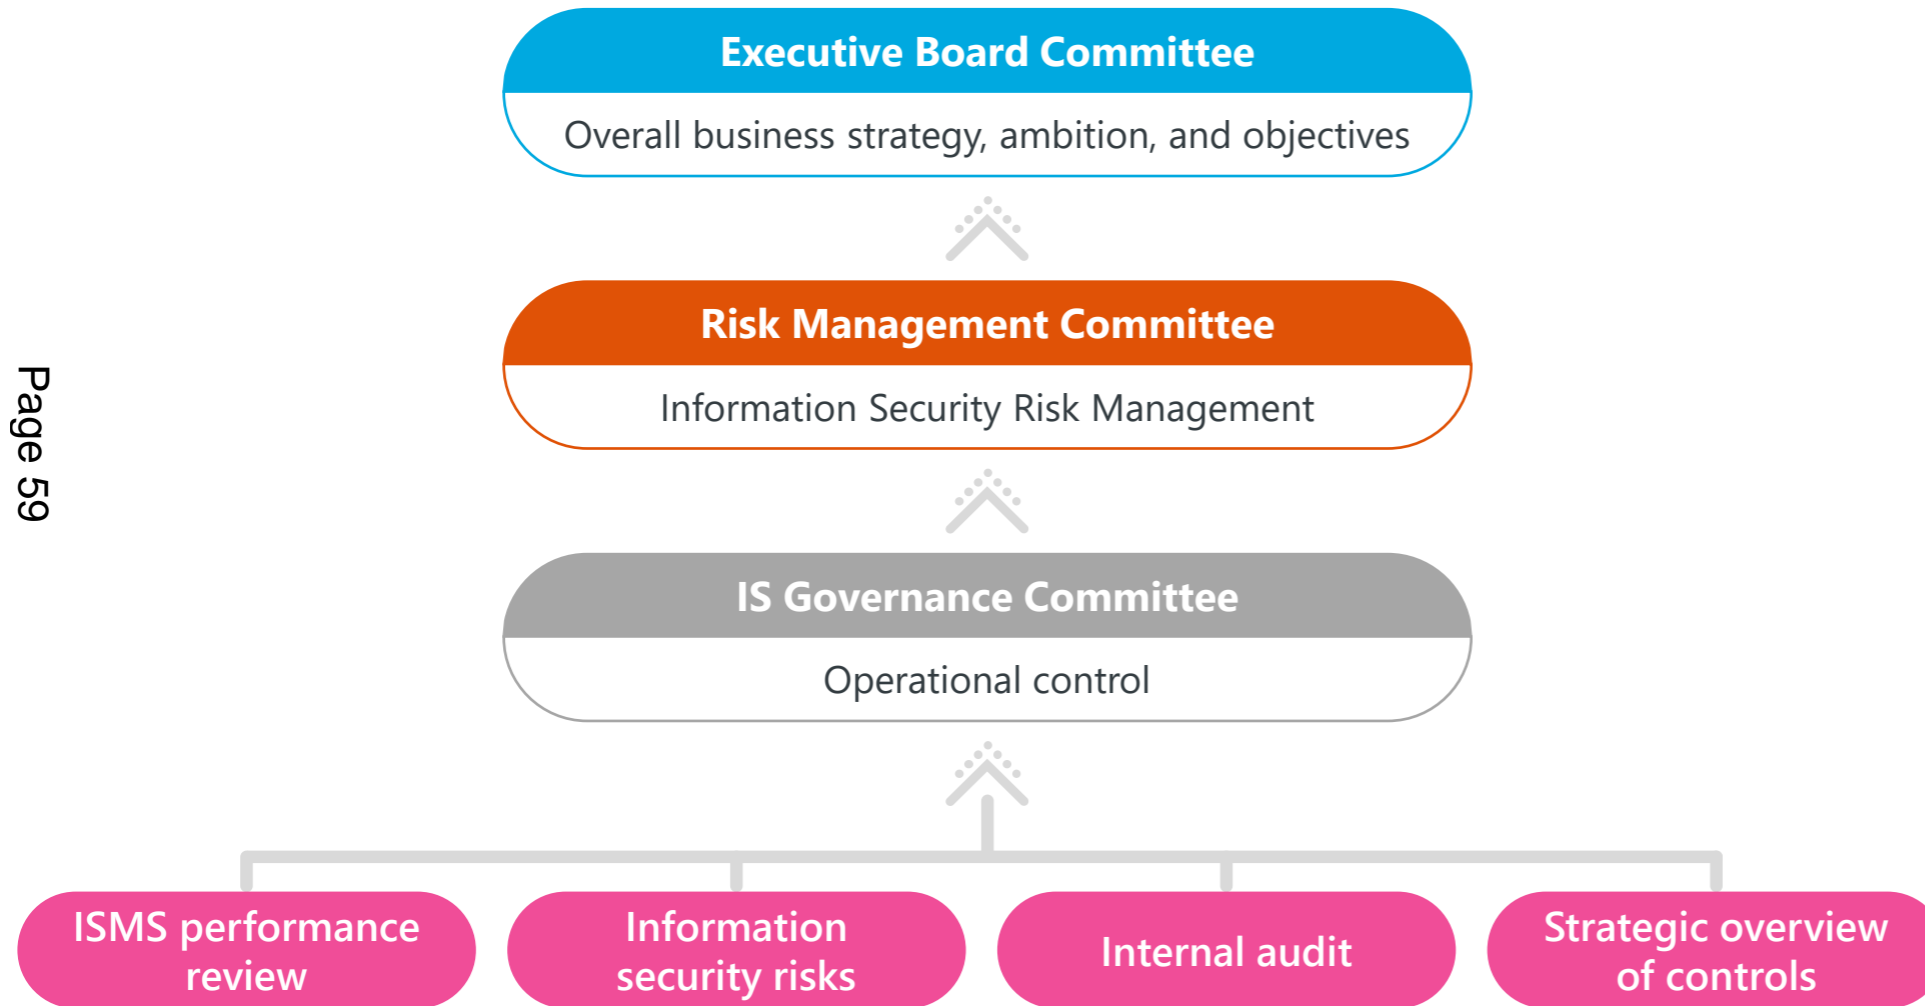 Executive Board Committee
Overall business strategy, ambition, and objectives
Risk Management Committee
Information Security Risk Management
Page 59
IS Governance Committee
Operational control
ISMS performance
review
Information
security risks
Internal audit
Strategic overview
of controls